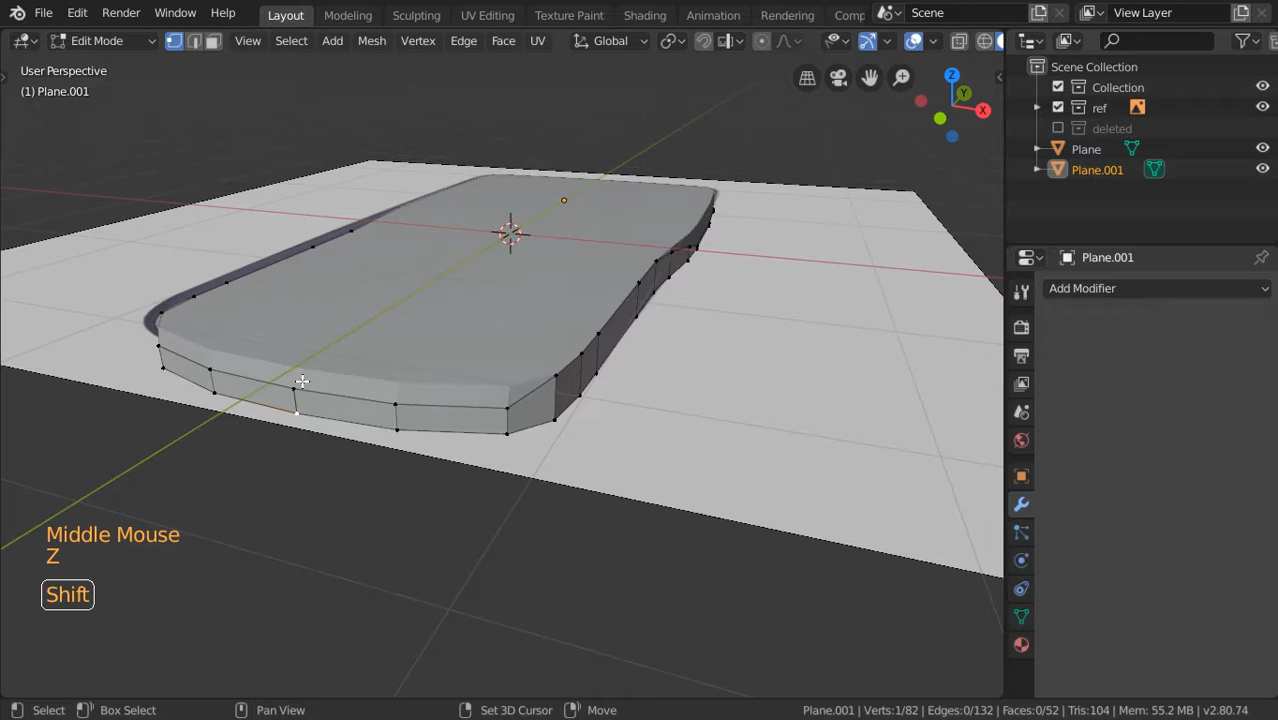 File Edit Render Window Help Layout Modeling Sculpting UV Editing Texture Paint Shading Animation Rendering Comp Scene View Layer
Edit Mode View Select Add Mesh Vertex Edge Face UV Global
User Perspective
(1) Plane.001
Z
Y
X
Scene Collection
Collection
ref
deleted
Plane
Plane.001
Plane.001
Add Modifier
Middle Mouse
Z
Shift
Select Box Select Pan View Set 3D Cursor Move Plane.001 | Verts:1/82 | Edges:0/132 | Faces:0/52 | Tris:104 | Mem: 55.2 MB | v2.80.74